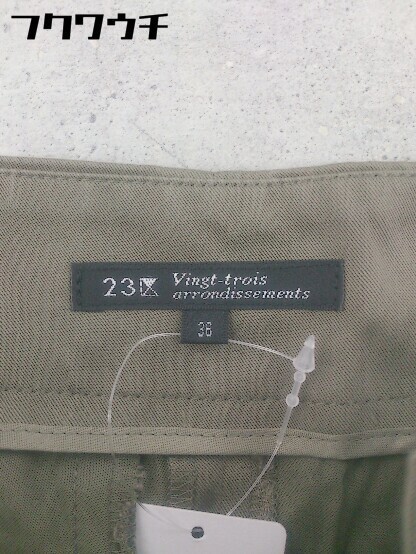 フクワウチ
23区 Vingt-trois
arrondissements
38